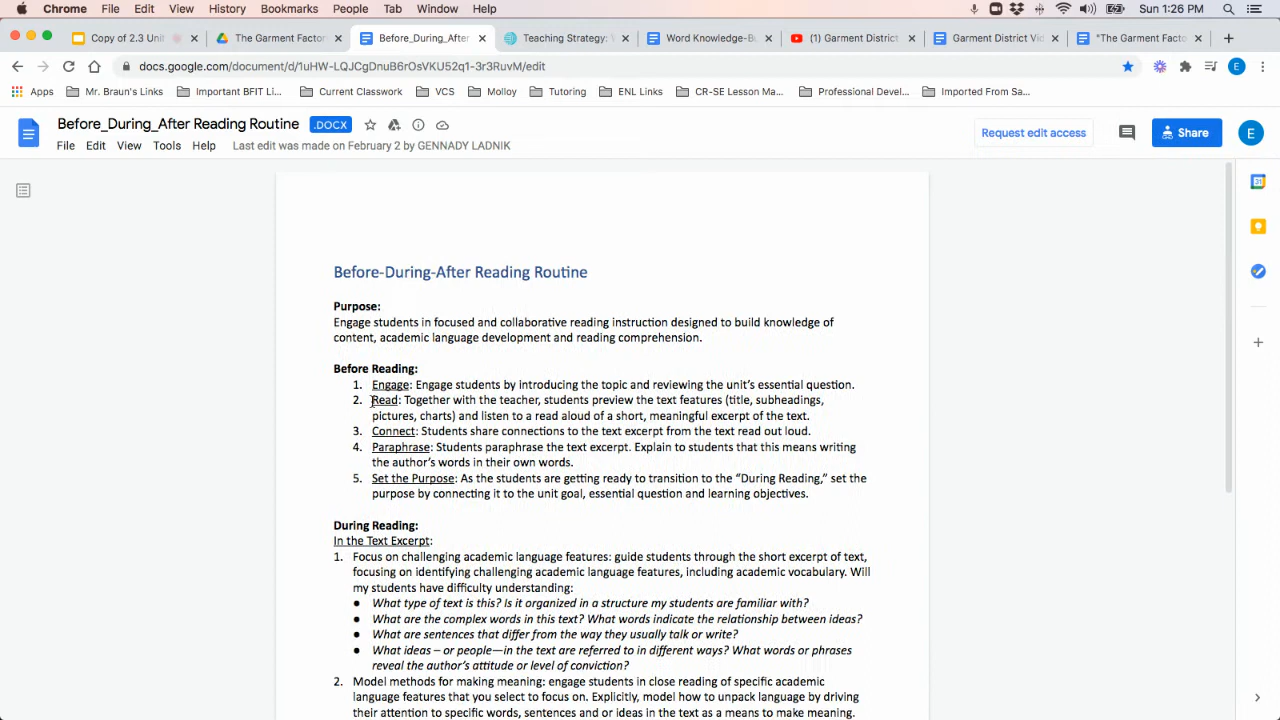 Chrome File Edit View History Bookmarks People Tab Window Help Sun 1:26 PM
Copy of 2.3 Unit The Garment Factor Before_During_After Teaching Strategy: Word Knowledge-B (1) Garment District Garment District Vid "The Garment Facto
docs.google.com/document/d/1uHW-LQJCgDnuB6rOsVKU52q1-3r3RuvM/edit E
Apps Mr. Braun's Links Important BFIT Li... Current Classwork VCS Molloy Tutoring ENL Links CR-SE Lesson Ma... Professional Devel... Imported From Sa...
Before_During_After Reading Routine .DOCX
Request edit access Share E
File Edit View Tools Help Last edit was made on February 2 by GENNADY LADNIK
31
Before-During-After Reading Routine
Purpose:
Engage students in focused and collaborative reading instruction designed to build knowledge of
content, academic language development and reading comprehension.
Before Reading:
1. Engage: Engage students by introducing the topic and reviewing the unit's essential question.
2. Read: Together with the teacher, students preview the text features (title, subheadings,
pictures, charts) and listen to a read aloud of a short, meaningful excerpt of the text.
3. Connect: Students share connections to the text excerpt from the text read out loud.
4. Paraphrase: Students paraphrase the text excerpt. Explain to students that this means writing
the author's words in their own words.
5. Set the Purpose: As the students are getting ready to transition to the "During Reading," set the
purpose by connecting it to the unit goal, essential question and learning objectives.
During Reading:
In the Text Excerpt:
1. Focus on challenging academic language features: guide students through the short excerpt of text,
focusing on identifying challenging academic language features, including academic vocabulary. Will
my students have difficulty understanding:
● What type of text is this? Is it organized in a structure my students are familiar with?
● What are the complex words in this text? What words indicate the relationship between ideas?
● What are sentences that differ from the way they usually talk or write?
● What ideas – or people—in the text are referred to in different ways? What words or phrases
reveal the author's attitude or level of conviction?
2. Model methods for making meaning: engage students in close reading of specific academic
language features that you select to focus on. Explicitly, model how to unpack language by driving
their attention to specific words, sentences and or ideas in the text as a means to make meaning.